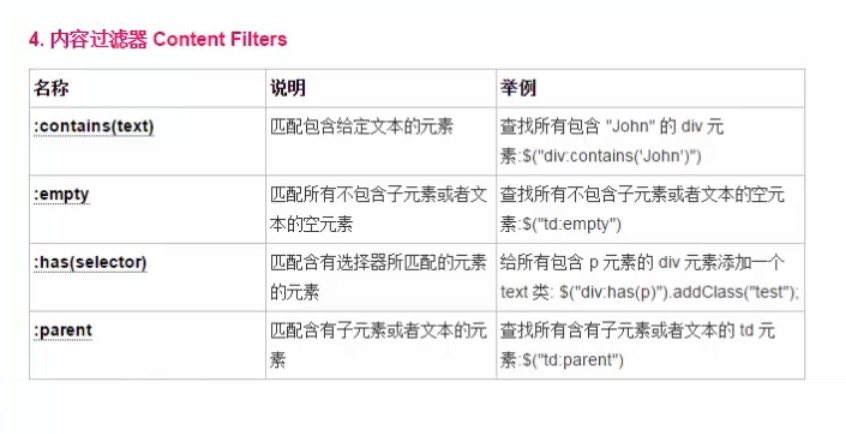 4. 内容过滤器 Content Filters
名称 说明 举例
:contains(text) 匹配包含给定文本的元素 查找所有包含 "John" 的 div 元
素:$("div:contains('John')")
:empty 匹配所有不包含子元素或者文 查找所有不包含子元素或者文本的空元
本的空元素 素:$("td:empty")
:has(selector) 匹配含有选择器所匹配的元素 给所有包含 p 元素的 div 元素添加一个
的元素 text 类: $("div:has(p)").addClass("test");
:parent 匹配含有子元素或者文本的元 查找所有含有子元素或者文本的 td 元
素 素:$("td:parent")